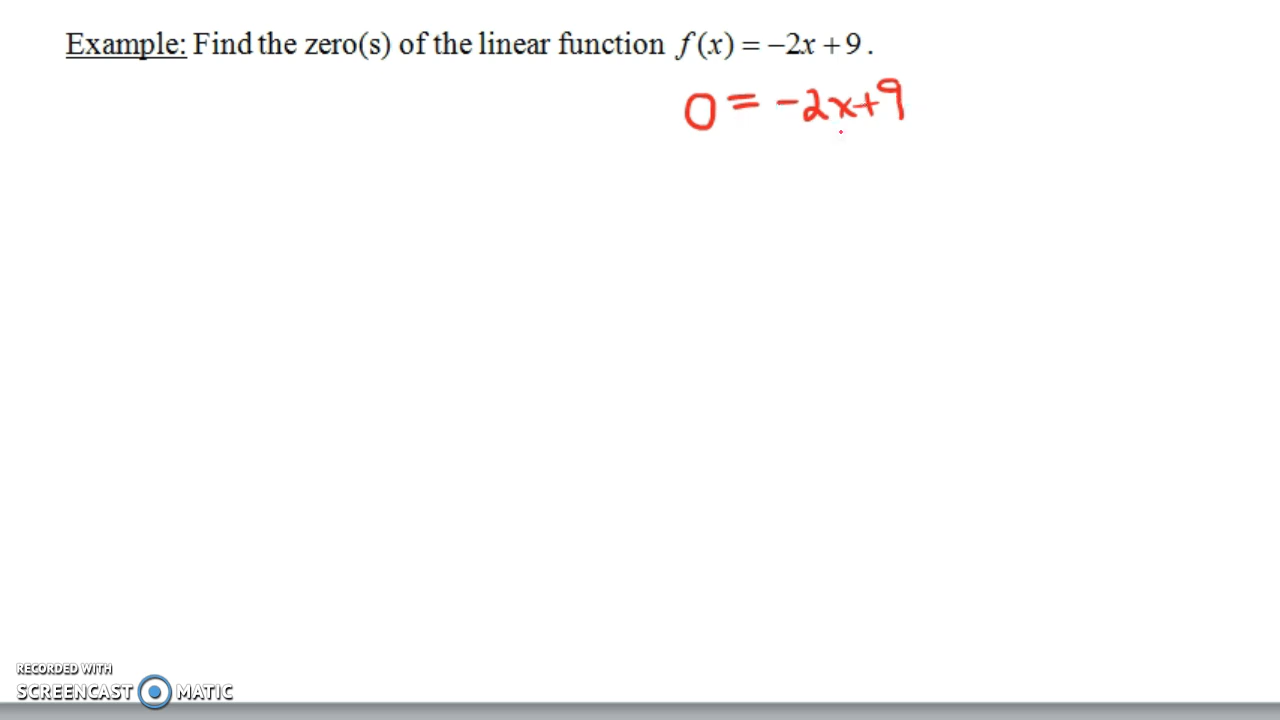 Example: Find the zero(s) of the linear function f(x) = −2x + 9 .
0 = -2x+9
RECORDED WITH
SCREENCAST MATIC